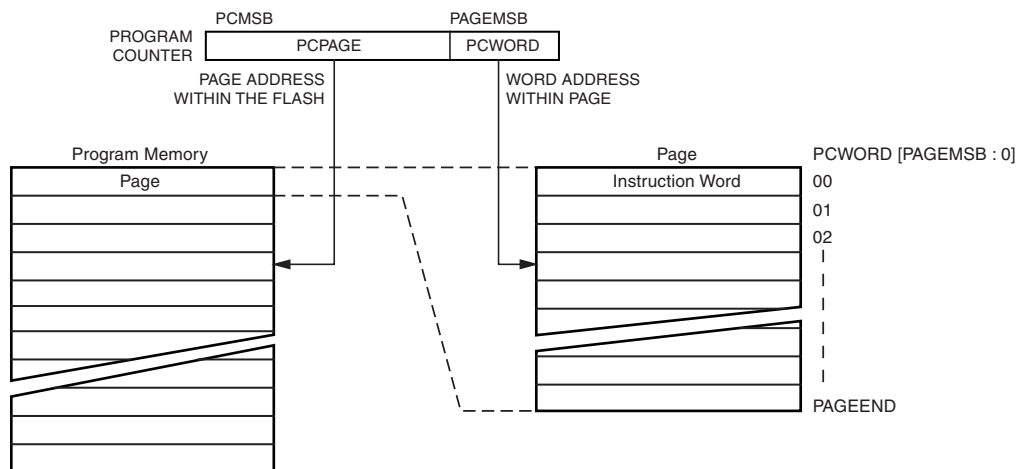 PCMSB
PAGEMSB
PROGRAM
COUNTER
PCPAGE
PCWORD
PAGE ADDRESS
WITHIN THE FLASH
WORD ADDRESS
WITHIN PAGE
Program Memory
Page
Page
Instruction Word
PCWORD [PAGEMSB : 0]
00
01
02
PAGEEND